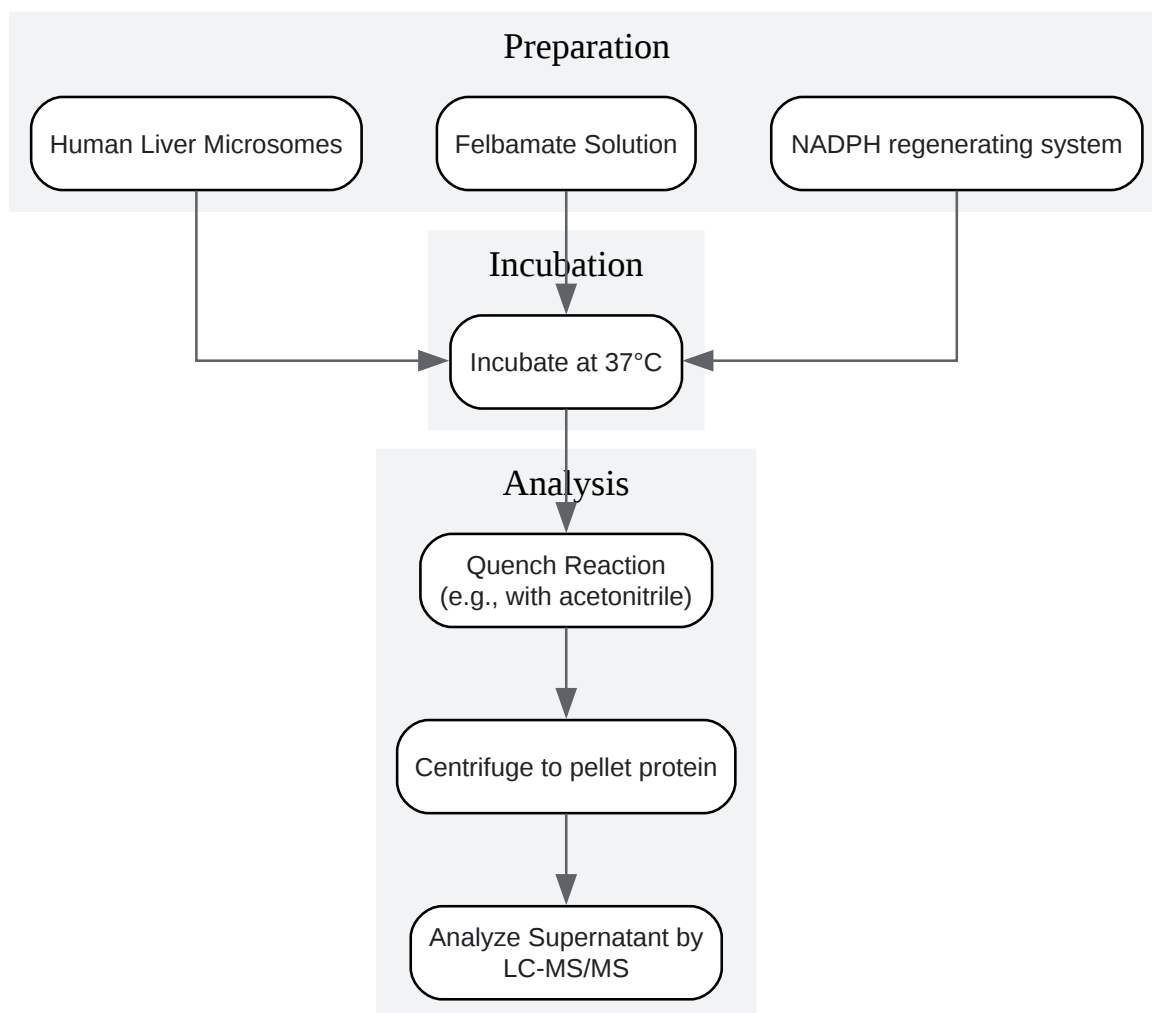 Preparation
Human Liver Microsomes
Felbamate Solution
NADPH regenerating system
Incubation
Incubate at 37°C
Analysis
Quench Reaction
(e.g., with acetonitrile)
Centrifuge to pellet protein
Analyze Supernatant by
LC-MS/MS